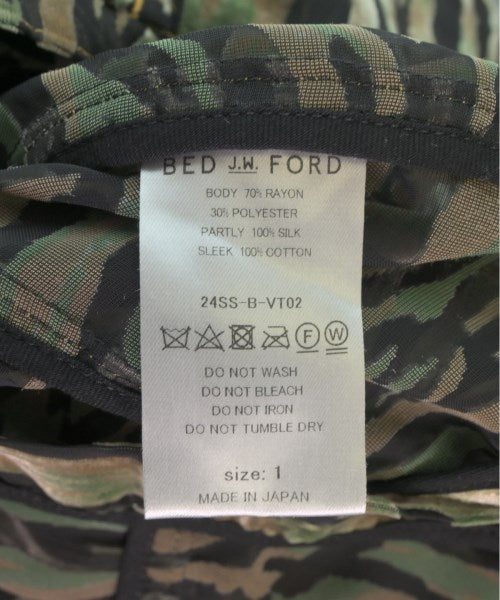 BED J.W. FORD
BODY 70% RAYON
30% POLYESTER
PARTLY 100% SILK
SLEEK 100% COTTON
24SS-B-VT02
F W
DO NOT WASH
DO NOT BLEACH
DO NOT IRON
DO NOT TUMBLE DRY
size: 1
MADE IN JAPAN